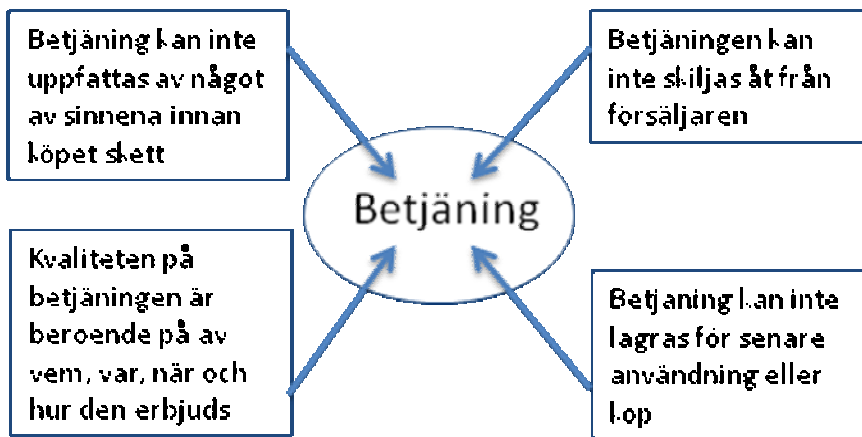 Betjäning kan inte
uppfattas av något
av sinnena innan
köpet skett
Betjäningen kan
inte skiljas åt från
försäljaren
Betjäning
Kvaliteten på
betjäningen är
beroende på av
vem, var, när och
hur den erbjuds
Betjäning kan inte
lagras för senare
användning eller
köp